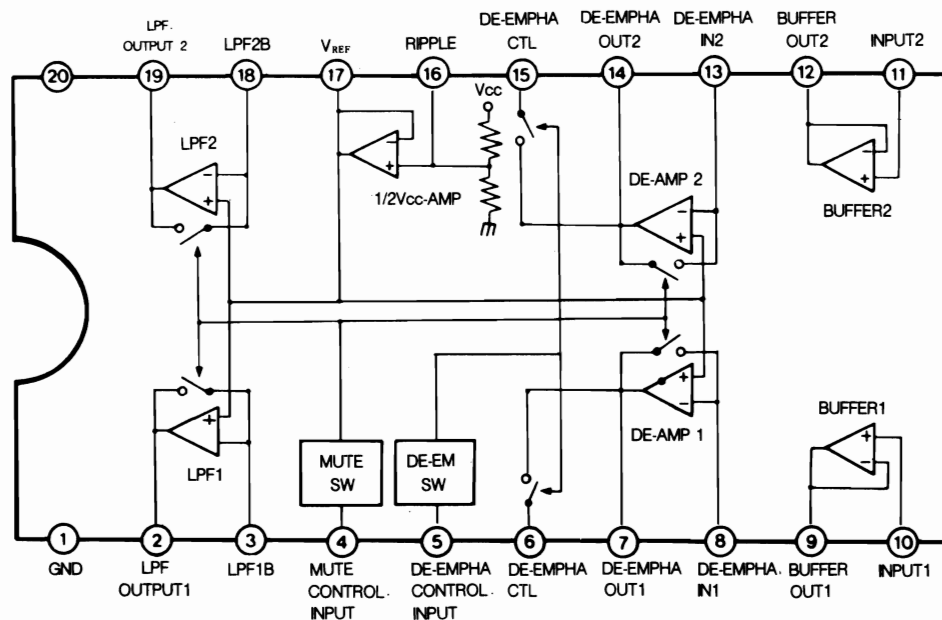 LPF. OUTPUT 2
LPF2B
VREF
RIPPLE
DE-EMPHA CTL
DE-EMPHA OUT2
DE-EMPHA IN2
BUFFER OUT2
INPUT2
20
19
18
17
16
15
14
13
12
11
Vcc
LPF2
-
+
-
+
1/2Vcc-AMP
DE-AMP 2
-
+
-
+
BUFFER2
+
LPF1
MUTE SW
DE-EM SW
+
-
DE-AMP 1
BUFFER1
+
-
1
2
3
4
5
6
7
8
9
10
GND
LPF OUTPUT1
LPF1B
MUTE CONTROL. INPUT
DE-EMPHA CONTROL. INPUT
DE-EMPHA CTL
DE-EMPHA OUT1
DE-EMPHA. IN1
BUFFER OUT1
INPUT1